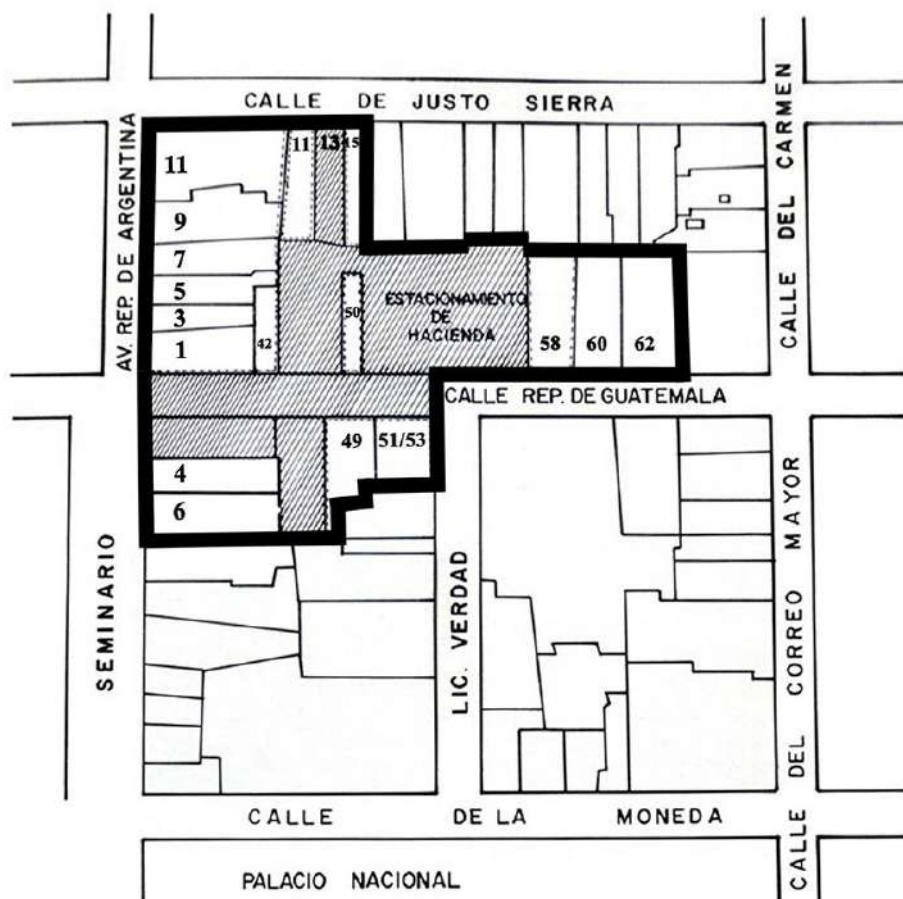 CALLE DE JUSTO SIERRA
AV. REP. DE ARGENTINA
CALLE DEL CARMEN
11
11
13
15
9
7
5
3
1
42
50
ESTACIONAMIENTO
DE
HACIENDA
58
60
62
CALLE REP. DE GUATEMALA
49
51/53
4
6
SEMINARIO
LIC. VERDAD
CALLE DEL CORREO MAYOR
CALLE DE LA MONEDA
PALACIO NACIONAL